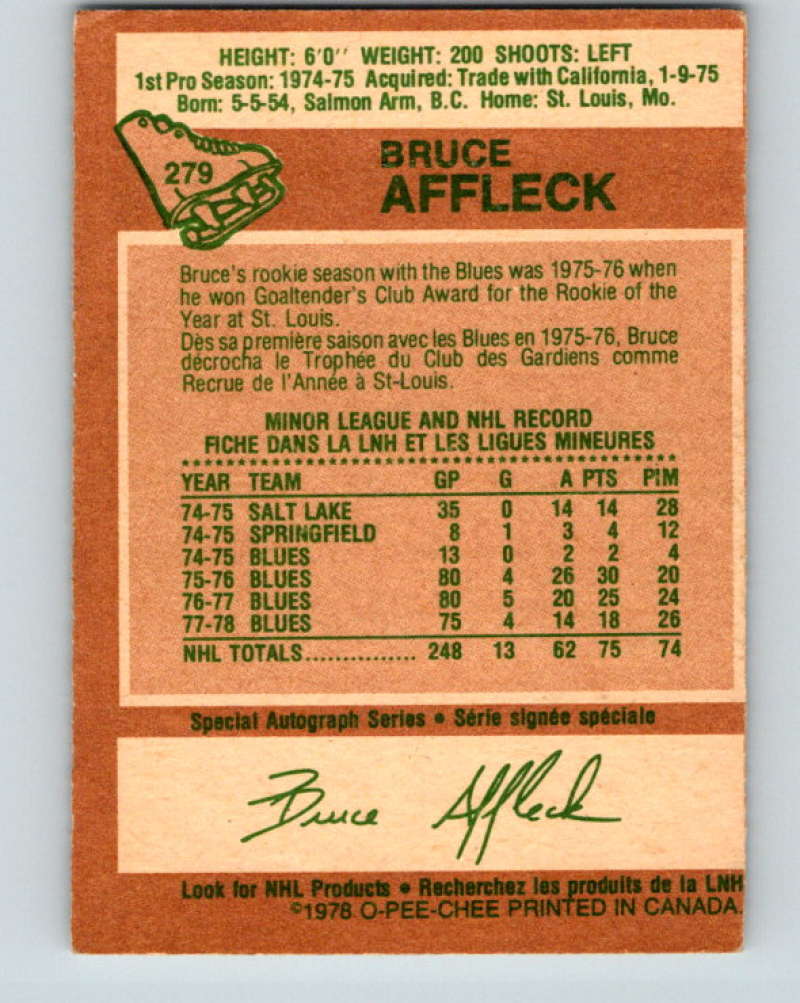 HEIGHT: 6'0'' WEIGHT: 200 SHOOTS: LEFT
1st Pro Season: 1974-75 Acquired: Trade with California, 1-9-75
Born: 5-5-54, Salmon Arm, B.C. Home: St. Louis, Mo.
279
BRUCE
AFFLECK
Bruce's rookie season with the Blues was 1975-76 when
he won Goaltender's Club Award for the Rookie of the
Year at St. Louis.
Dès sa première saison avec les Blues en 1975-76, Bruce
décrocha le Trophée du Club des Gardiens comme
Recrue de l'Année à St-Louis.
MINOR LEAGUE AND NHL RECORD
FICHE DANS LA LNH ET LES LIGUES MINEURES
YEAR TEAM GP G A PTS PIM
74-75 SALT LAKE 35 0 14 14 28
74-75 SPRINGFIELD 8 1 3 4 12
74-75 BLUES 13 0 2 2 4
75-76 BLUES 80 4 26 30 20
76-77 BLUES 80 5 20 25 24
77-78 BLUES 75 4 14 18 26
NHL TOTALS............... 248 13 62 75 74
Special Autograph Series • Série signée spéciale
Bruce Affleck
Look for NHL Products • Recherchez les produits de la LNH
©1978 O-PEE-CHEE PRINTED IN CANADA.